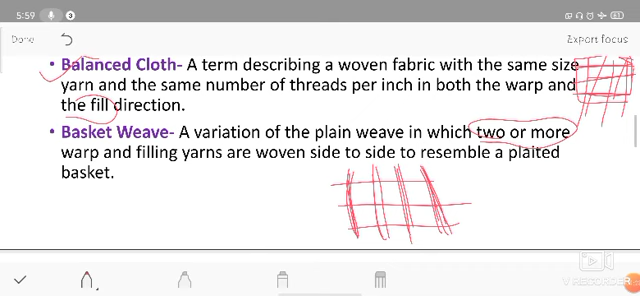 5:59
Done
Export focus
• Balanced Cloth- A term describing a woven fabric with the same size
yarn and the same number of threads per inch in both the warp and
the fill direction.
• Basket Weave- A variation of the plain weave in which two or more
warp and filling yarns are woven side to side to resemble a plaited
basket.
V RECORDER